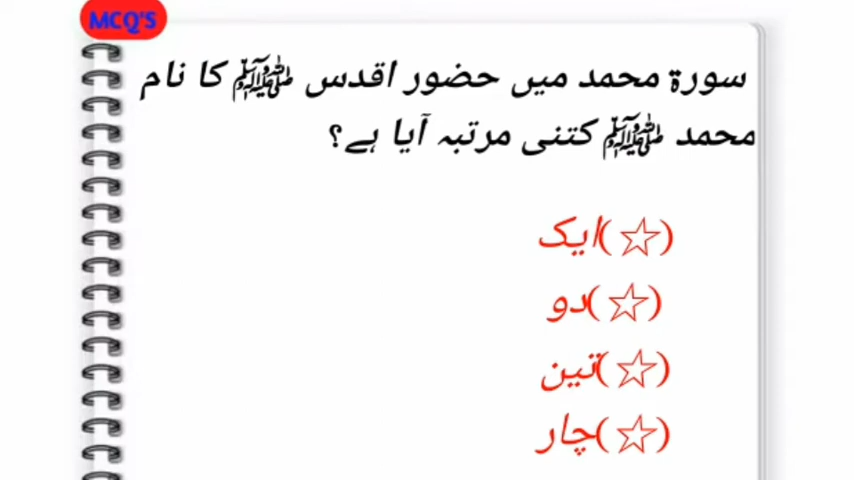 MCQ'S
سورۃ محمد میں حضور اقدس ﷺ کا نام
محمد ﷺ کتنی مرتبہ آیا ہے؟
(☆)ایک
(☆)دو
(☆)تین
(☆)چار